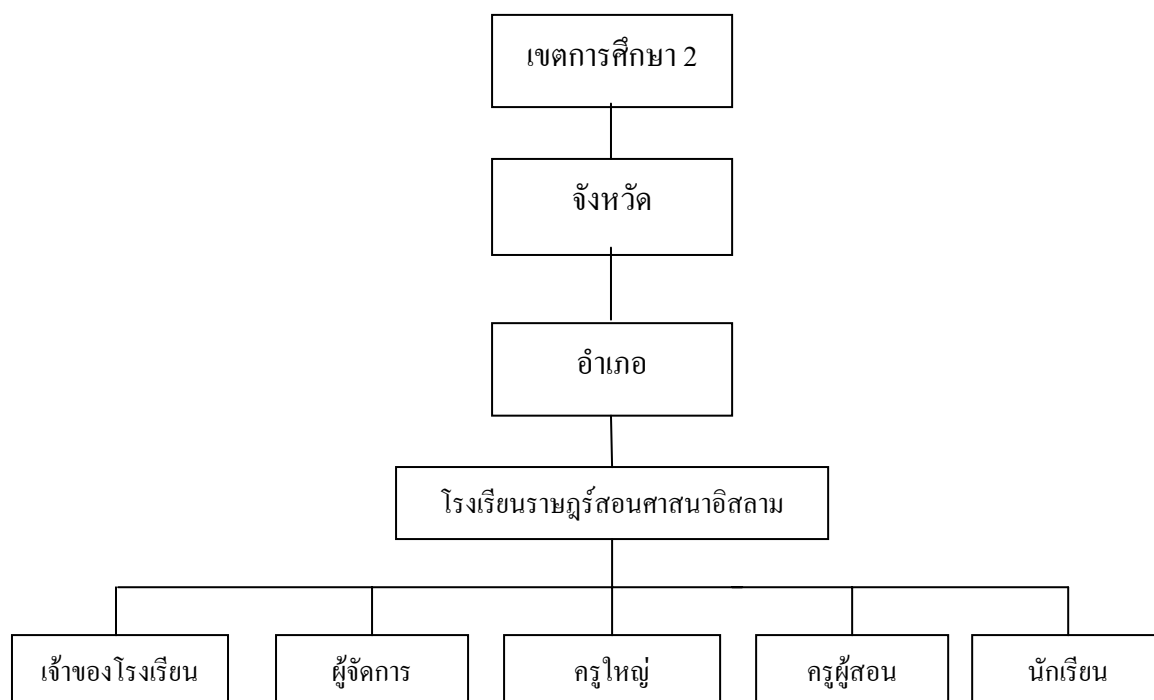 เขตการศึกษา 2
จังหวัด
อำเภอ
โรงเรียนราษฎร์สอนศาสนาอิสลาม
เจ้าของโรงเรียน
ผู้จัดการ
ครูใหญ่
ครูผู้สอน
นักเรียน